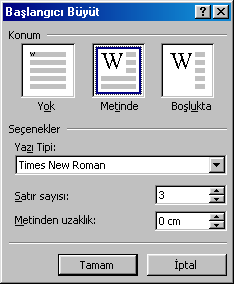 Başlangıcı Büyüt
Konum
W W W
Yok Metinde Boşlukta
Seçenekler
Yazı Tipi:
Times New Roman
Satır sayısı: 3
Metinden uzaklık: 0 cm
Tamam İptal